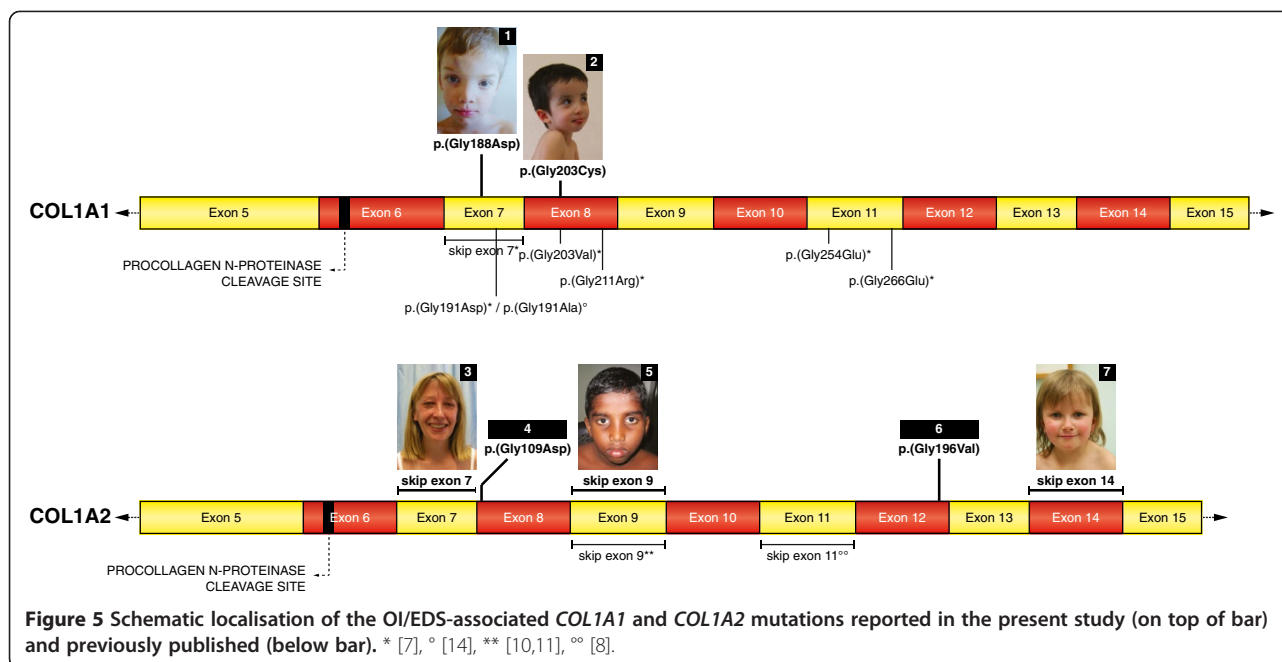 1
2
p.(Gly188Asp)
p.(Gly203Cys)
COL1A1
Exon 5
Exon 6
Exon 7
Exon 8
Exon 9
Exon 10
Exon 11
Exon 12
Exon 13
Exon 14
Exon 15
skip exon 7*
p.(Gly203Val)*
p.(Gly254Glu)*
PROCOLLAGEN N-PROTEINASE
CLEAVAGE SITE
p.(Gly211Arg)*
p.(Gly266Glu)*
p.(Gly191Asp)* / p.(Gly191Ala)°
3
5
7
4
6
p.(Gly109Asp)
p.(Gly196Val)
skip exon 7
skip exon 9
skip exon 14
COL1A2
Exon 5
Exon 6
Exon 7
Exon 8
Exon 9
Exon 10
Exon 11
Exon 12
Exon 13
Exon 14
Exon 15
skip exon 9**
skip exon 11°°
PROCOLLAGEN N-PROTEINASE
CLEAVAGE SITE
Figure 5 Schematic localisation of the OI/EDS-associated COL1A1 and COL1A2 mutations reported in the present study (on top of bar)
and previously published (below bar). * [7], ° [14], ** [10,11], °° [8].